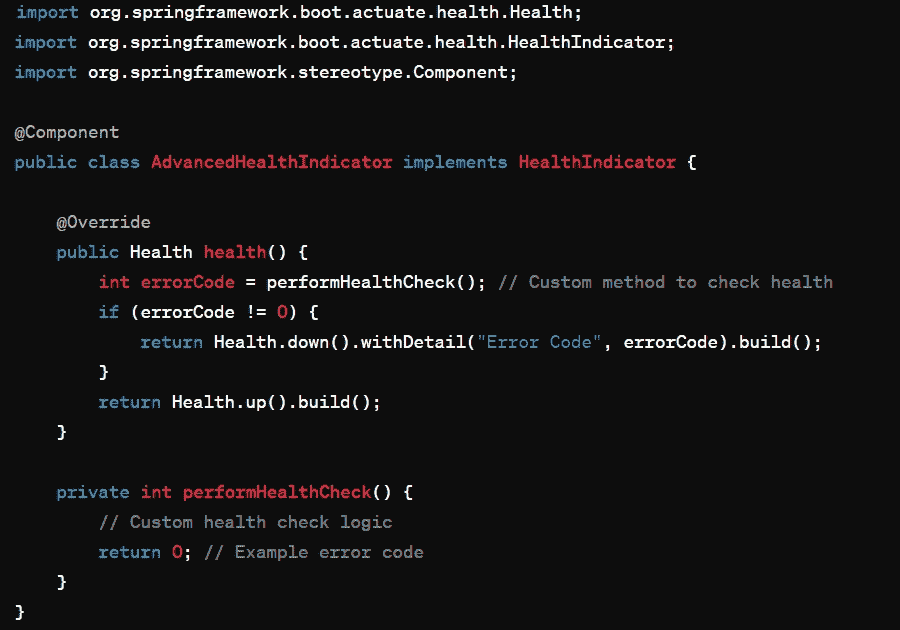 import org.springframework.boot.actuate.health.Health;
import org.springframework.boot.actuate.health.HealthIndicator;
import org.springframework.stereotype.Component;

@Component
public class AdvancedHealthIndicator implements HealthIndicator {

    @Override
    public Health health() {
        int errorCode = performHealthCheck(); // Custom method to check health
        if (errorCode != 0) {
            return Health.down().withDetail("Error Code", errorCode).build();
        }
        return Health.up().build();
    }

    private int performHealthCheck() {
        // Custom health check logic
        return 0; // Example error code
    }
}